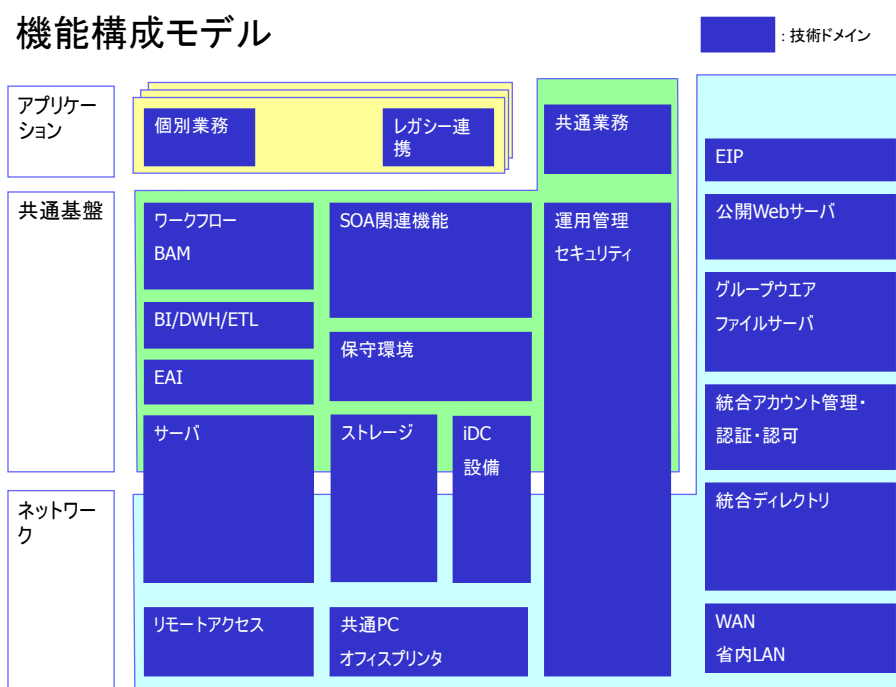 機能構成モデル
: 技術ドメイン
アプリケー
ション
個別業務
レガシー連
携
共通業務
EIP
共通基盤
ワークフロー
BAM
SOA関連機能
運用管理
セキュリティ
公開Webサーバ
グループウエア
ファイルサーバ
BI/DWH/ETL
保守環境
EAI
統合アカウント管理・
認証・認可
サーバ
ストレージ
iDC
設備
ネットワー
ク
統合ディレクトリ
リモートアクセス
共通PC
オフィスプリンタ
WAN
省内LAN